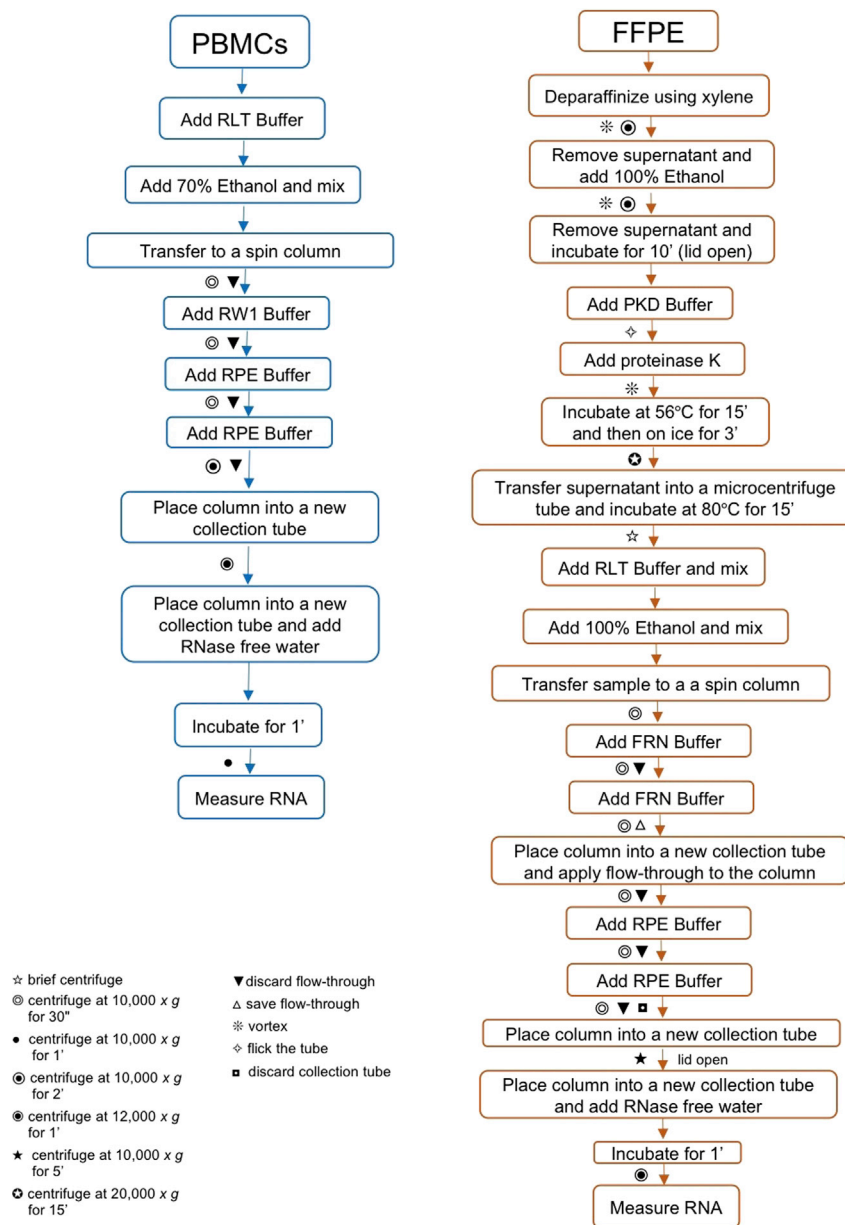 PBMCs
Add RLT Buffer
Add 70% Ethanol and mix
Transfer to a spin column
Add RW1 Buffer
Add RPE Buffer
Add RPE Buffer
Place column into a new
collection tube
Place column into a new
collection tube and add
RNase free water
Incubate for 1’
Measure RNA
FFPE
Deparaffinize using xylene
Remove supernatant and
add 100% Ethanol
Remove supernatant and
incubate for 10’ (lid open)
Add PKD Buffer
Add proteinase K
Incubate at 56°C for 15’
and then on ice for 3’
Transfer supernatant into a microcentrifuge
tube and incubate at 80°C for 15’
Add RLT Buffer and mix
Add 100% Ethanol and mix
Transfer sample to a a spin column
Add FRN Buffer
Add FRN Buffer
Place column into a new collection tube
and apply flow-through to the column
Add RPE Buffer
Add RPE Buffer
Place column into a new collection tube
lid open
Place column into a new collection tube
and add RNase free water
Incubate for 1’
Measure RNA
brief centrifuge
centrifuge at 10,000 x g
for 30"
centrifuge at 10,000 x g
for 1’
centrifuge at 10,000 x g
for 2’
centrifuge at 12,000 x g
for 1’
centrifuge at 10,000 x g
for 5’
centrifuge at 20,000 x g
for 15’
discard flow-through
save flow-through
vortex
flick the tube
discard collection tube